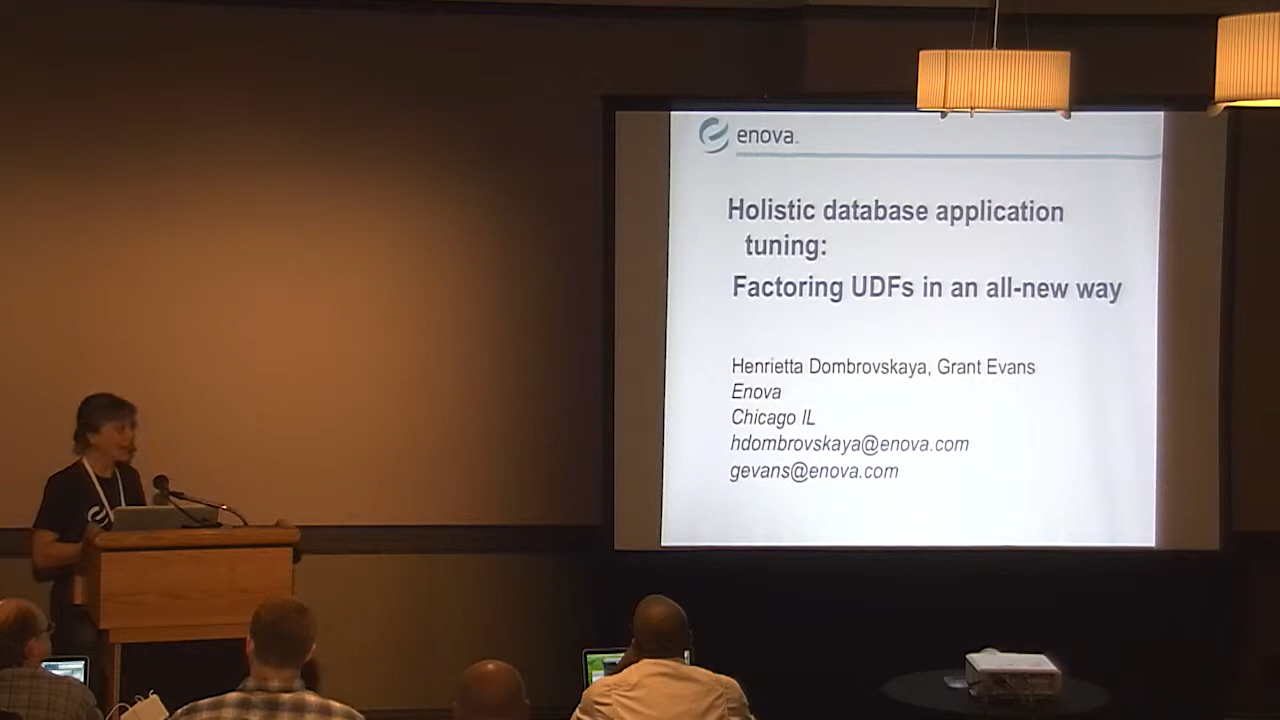 enova
Holistic database application
tuning:
Factoring UDFs in an all-new way
Henrietta Dombrovskaya, Grant Evans
Enova
Chicago IL
hdombrovskaya@enova.com
gevans@enova.com